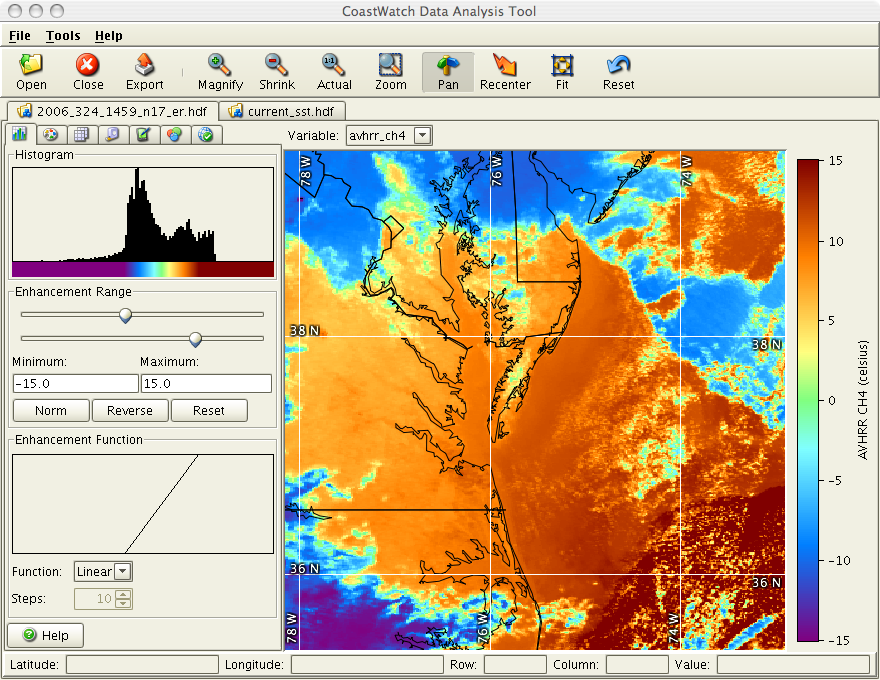 CoastWatch Data Analysis Tool
File Tools Help
Open Close Export Magnify Shrink Actual Zoom Pan Recenter Fit Reset
1:1
2006_324_1459_n17_er.hdf current_sst.hdf
Variable: avhrr_ch4
Histogram
Enhancement Range
Minimum: Maximum:
-15.0 15.0
Norm Reverse Reset
Enhancement Function
Function: Linear
Steps: 10
Help
78 W 76 W 74 W
38 N 38 N
36 N 36 N
78 W 76 W 74 W
15
10
5
0
-5
-10
-15
AVHRR CH4 (celsius)
Latitude: Longitude: Row: Column: Value: